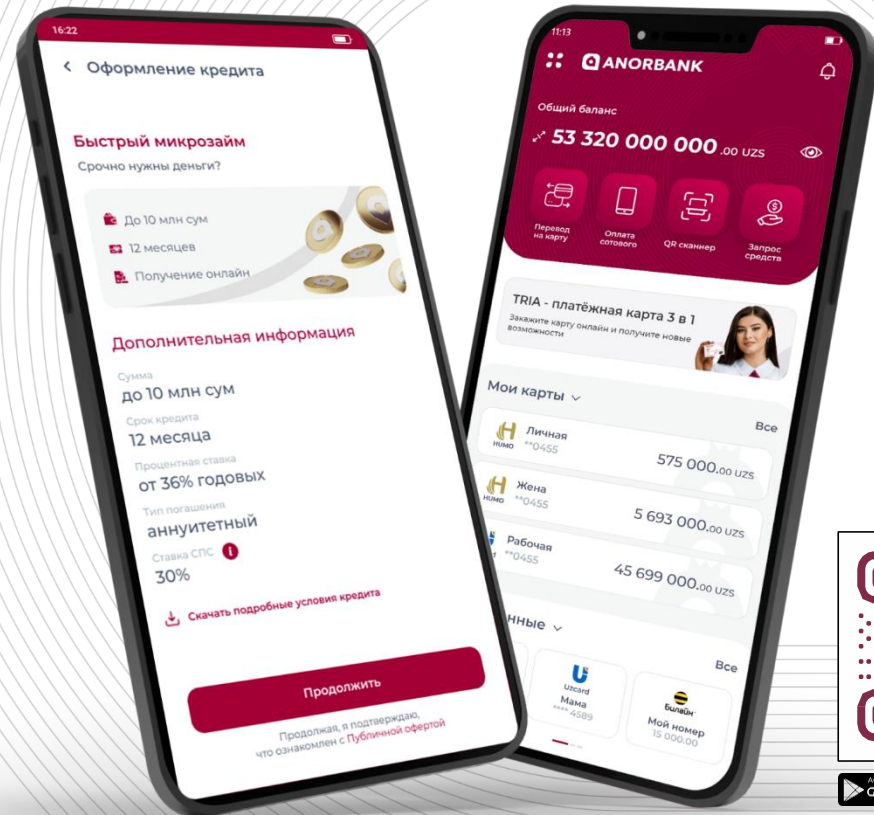 16:22
Оформление кредита
Быстрый микрозайм
Срочно нужны деньги?
До 10 млн сум
12 месяцев
Получение онлайн
Дополнительная информация
Сумма
до 10 млн сум
Срок кредита
12 месяца
Процентная ставка
от 36% годовых
Тип погашения
аннуитетный
Ставка СПС
30%
Скачать подробные условия кредита
Продолжить
Продолжая, я подтверждаю,
что ознакомлен с Публичной офертой
11:13
ANORBANK
Общий баланс
53 320 000 000.00 UZS
Перевод
на карту
Оплата
сотового
QR сканнер
Запрос
средств
TRIA - платёжная карта 3 в 1
Закажите карту онлайн и получите новые
возможности
Мои карты
Все
HUMO
Личная
**0455
575 000.00 UZS
HUMO
Жена
**0455
5 693 000.00 UZS
Рабочая
**0455
45 699 000.00 UZS
нные
Все
Uzcard
Мама
**** 4589
Билайн
Мой номер
15 000.00